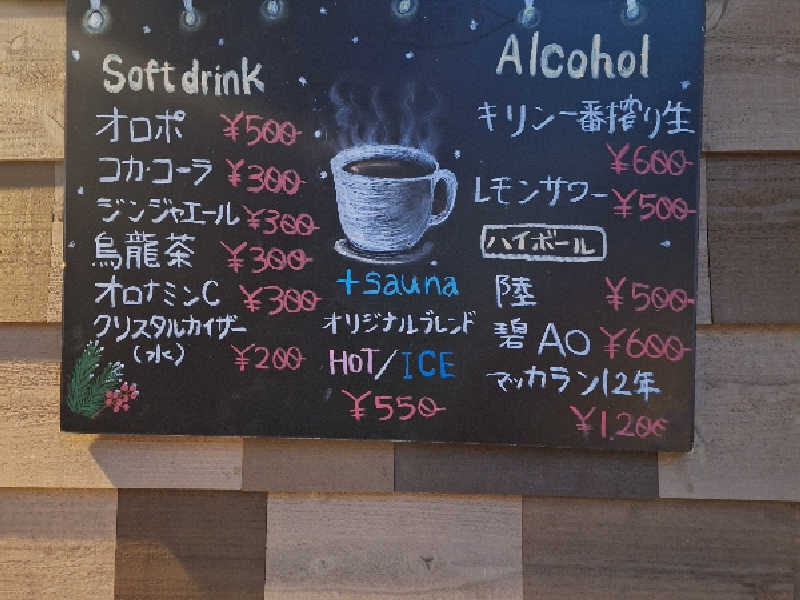 Soft drink
オロポ ¥500-
コカ・コーラ ¥300-
ジンジャエール ¥300-
烏龍茶 ¥300-
オロナミンC ¥300-
クリスタルカイザー
(水) ¥200-
+sauna
オリジナルブレンド
HOT/ICE
¥550-
Alcohol
キリン一番搾り生
¥600-
レモンサワー ¥500-
ハイボール
陸 ¥500-
碧AO ¥600-
マッカラン12年
¥1,200